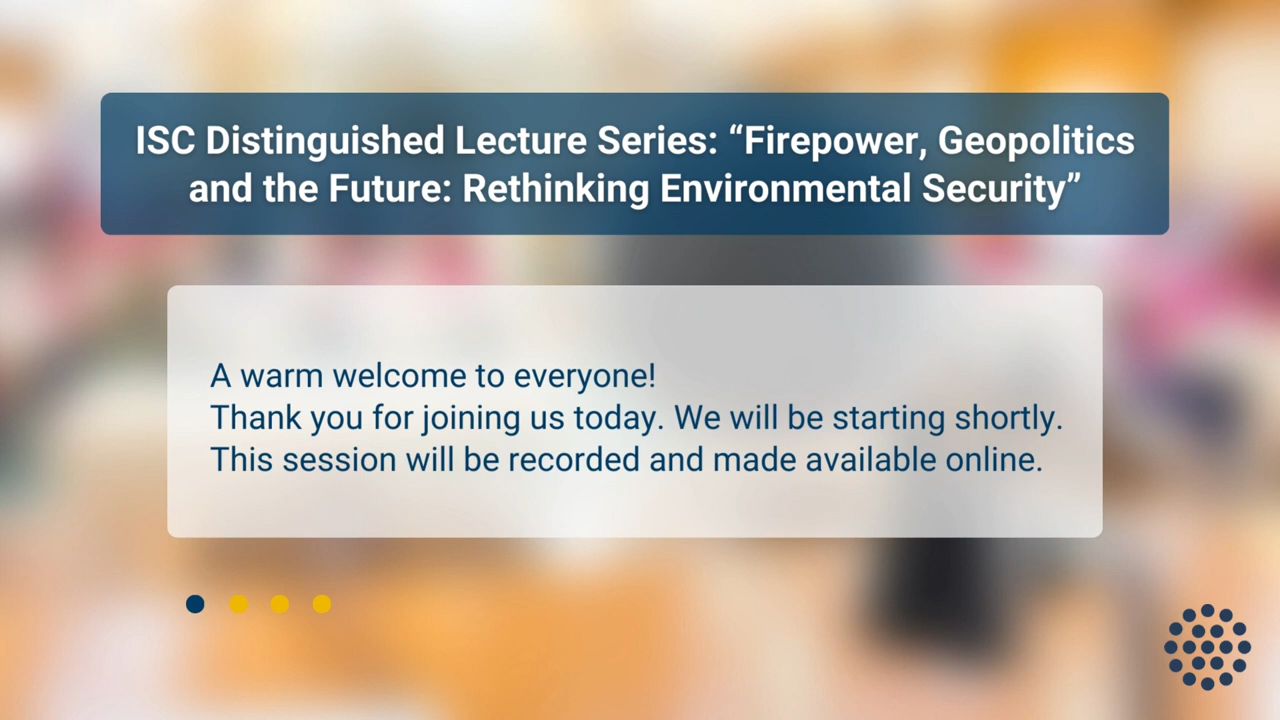 ISC Distinguished Lecture Series: “Firepower, Geopolitics
and the Future: Rethinking Environmental Security”
A warm welcome to everyone!
Thank you for joining us today. We will be starting shortly.
This session will be recorded and made available online.